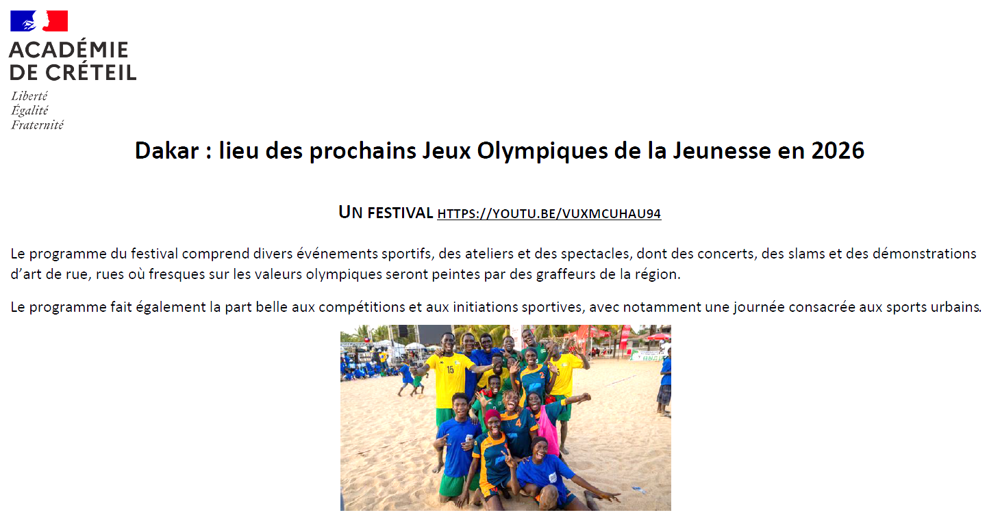 ACADÉMIE
DE CRÉTEIL
Liberté
Égalité
Fraternité
Dakar : lieu des prochains Jeux Olympiques de la Jeunesse en 2026
UN FESTIVAL HTTPS://YOUTU.BE/VUXMCUHAU94
Le programme du festival comprend divers événements sportifs, des ateliers et des spectacles, dont des concerts, des slams et des démonstrations
d’art de rue, rues où fresques sur les valeurs olympiques seront peintes par des graffeurs de la région.
Le programme fait également la part belle aux compétitions et aux initiations sportives, avec notamment une journée consacrée aux sports urbains.
15
2
4